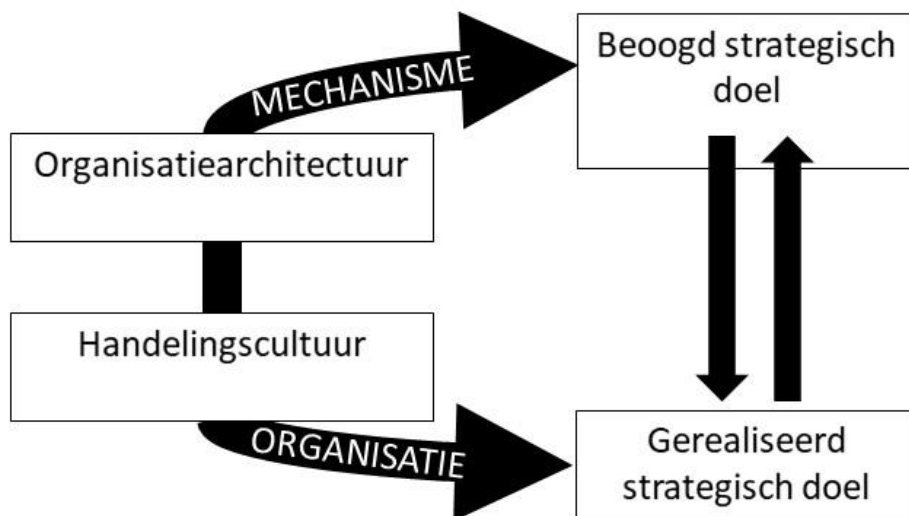 MECHANISME
Beoogd strategisch
doel
Organisatiearchitectuur
Handelingscultuur
ORGANISATIE
Gerealiseerd
strategisch doel